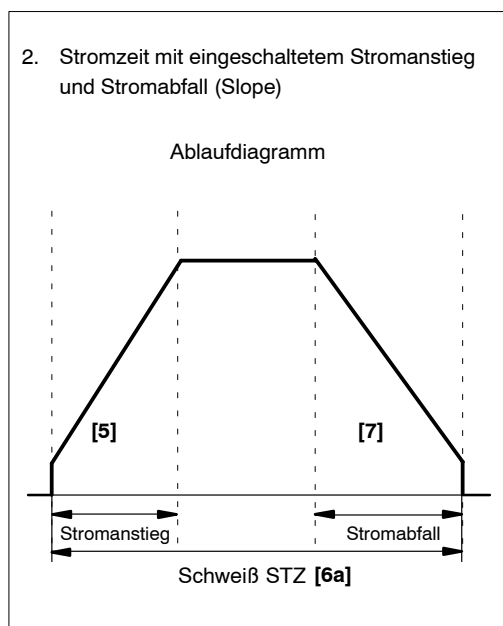 2. Stromzeit mit eingeschaltetem Stromanstieg
und Stromabfall (Slope)
Ablaufdiagramm
[5]
[7]
Stromanstieg
Stromabfall
Schweiß STZ [6a]